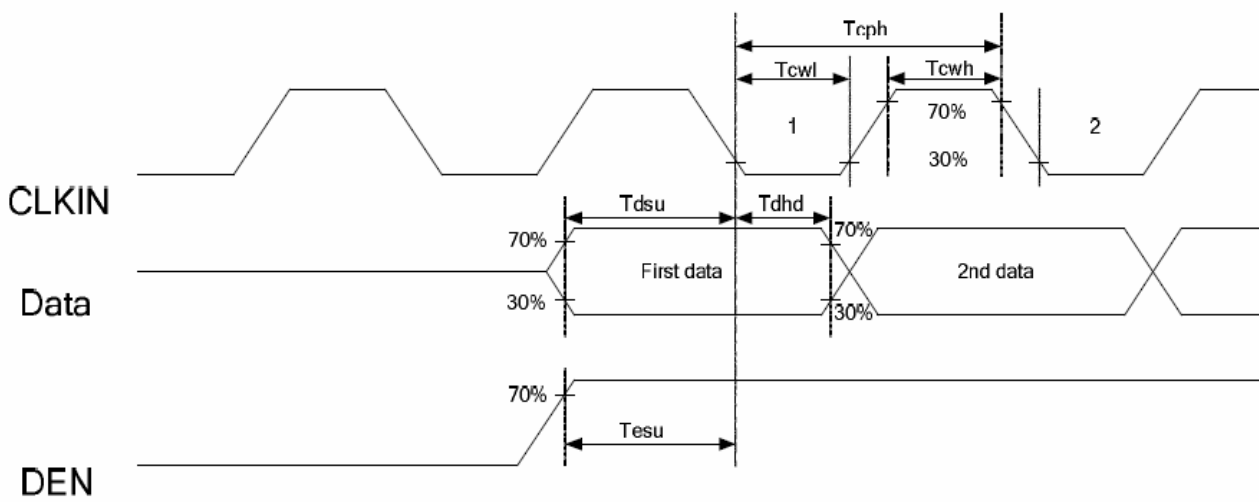 Tcph
Tcwl
Tcwh
1
70%
2
30%
CLKIN
Tdsu
Tdhd
70%
70%
First data
2nd data
Data
30%
30%
70%
Tesu
DEN